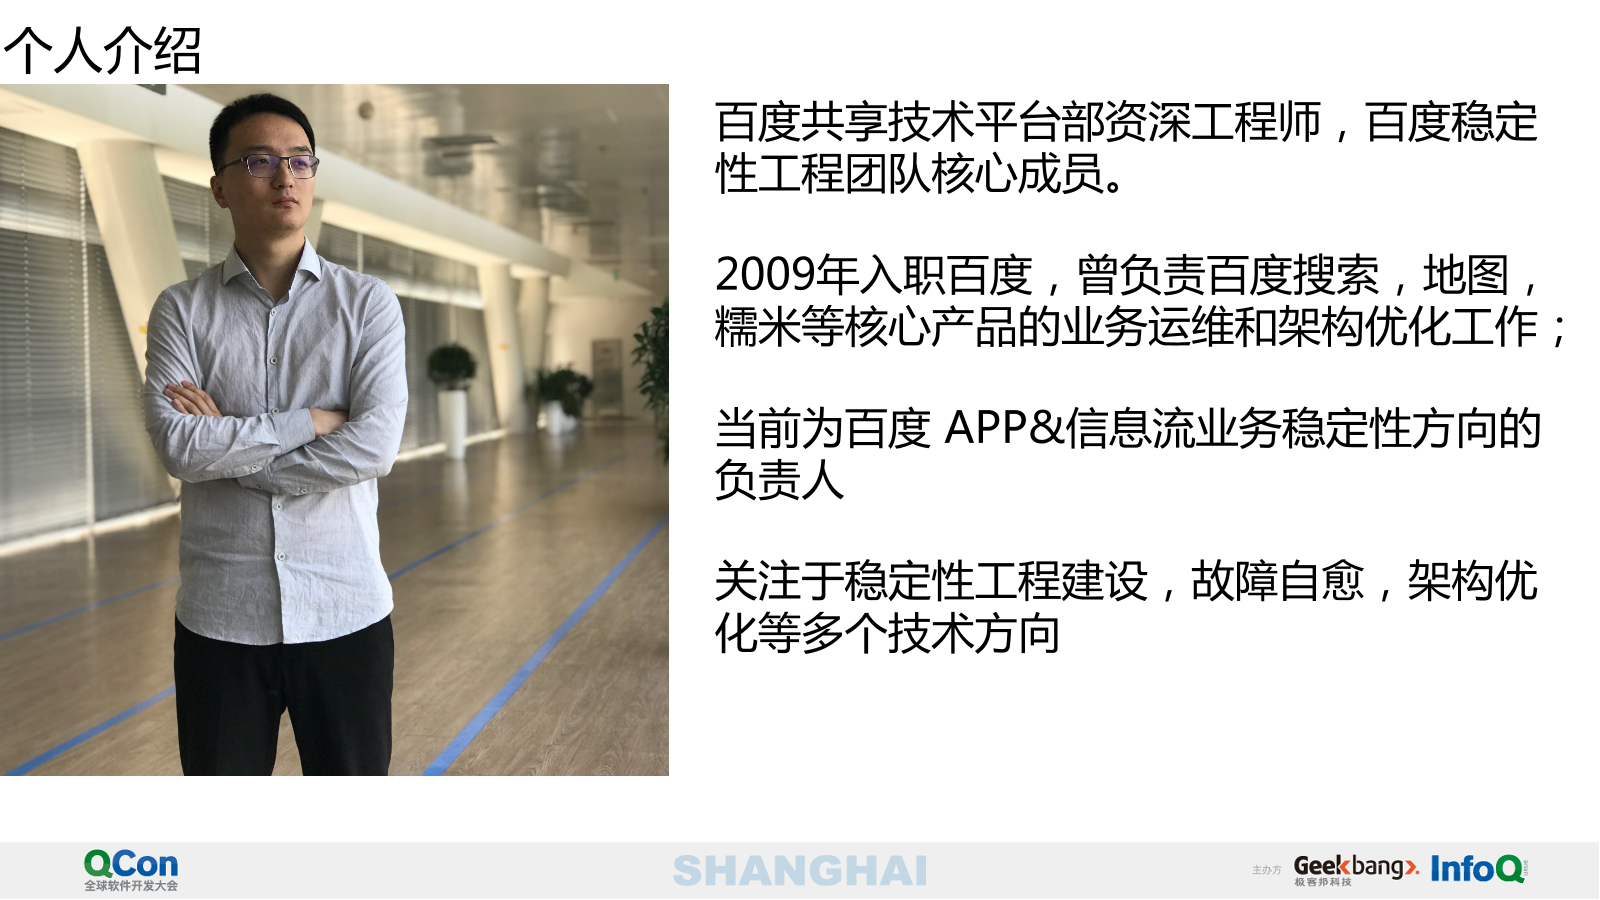 个人介绍
百度共享技术平台部资深工程师，百度稳定
性工程团队核心成员。
2009年入职百度，曾负责百度搜索，地图，
糯米等核心产品的业务运维和架构优化工作；
当前为百度 APP&信息流业务稳定性方向的
负责人
关注于稳定性工程建设，故障自愈，架构优
化等多个技术方向
QCon
全球软件开发大会
SHANGHAI
主办方
Geekbang>.
极客邦科技
InfoQ